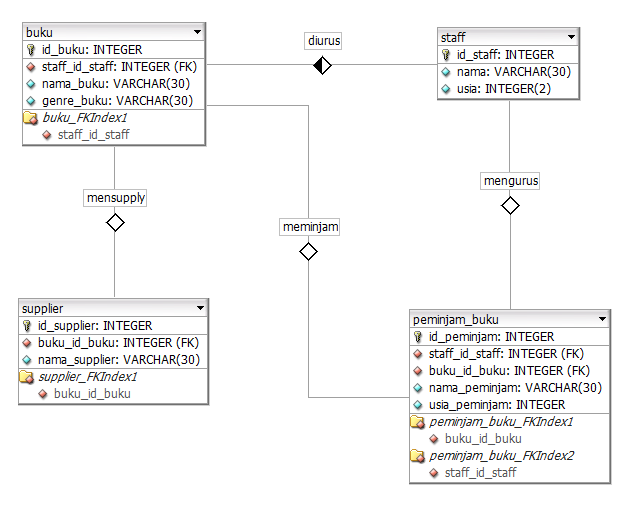 buku
id_buku: INTEGER
staff_id_staff: INTEGER (FK)
nama_buku: VARCHAR(30)
genre_buku: VARCHAR(30)
buku_FKIndex1
staff_id_staff
diurus
staff
id_staff: INTEGER
nama: VARCHAR(30)
usia: INTEGER(2)
mensupply
meminjam
mengurus
supplier
id_supplier: INTEGER
buku_id_buku: INTEGER (FK)
nama_supplier: VARCHAR(30)
supplier_FKIndex1
buku_id_buku
peminjam_buku
id_peminjam: INTEGER
staff_id_staff: INTEGER (FK)
buku_id_buku: INTEGER (FK)
nama_peminjam: VARCHAR(30)
usia_peminjam: INTEGER
peminjam_buku_FKIndex1
buku_id_buku
peminjam_buku_FKIndex2
staff_id_staff